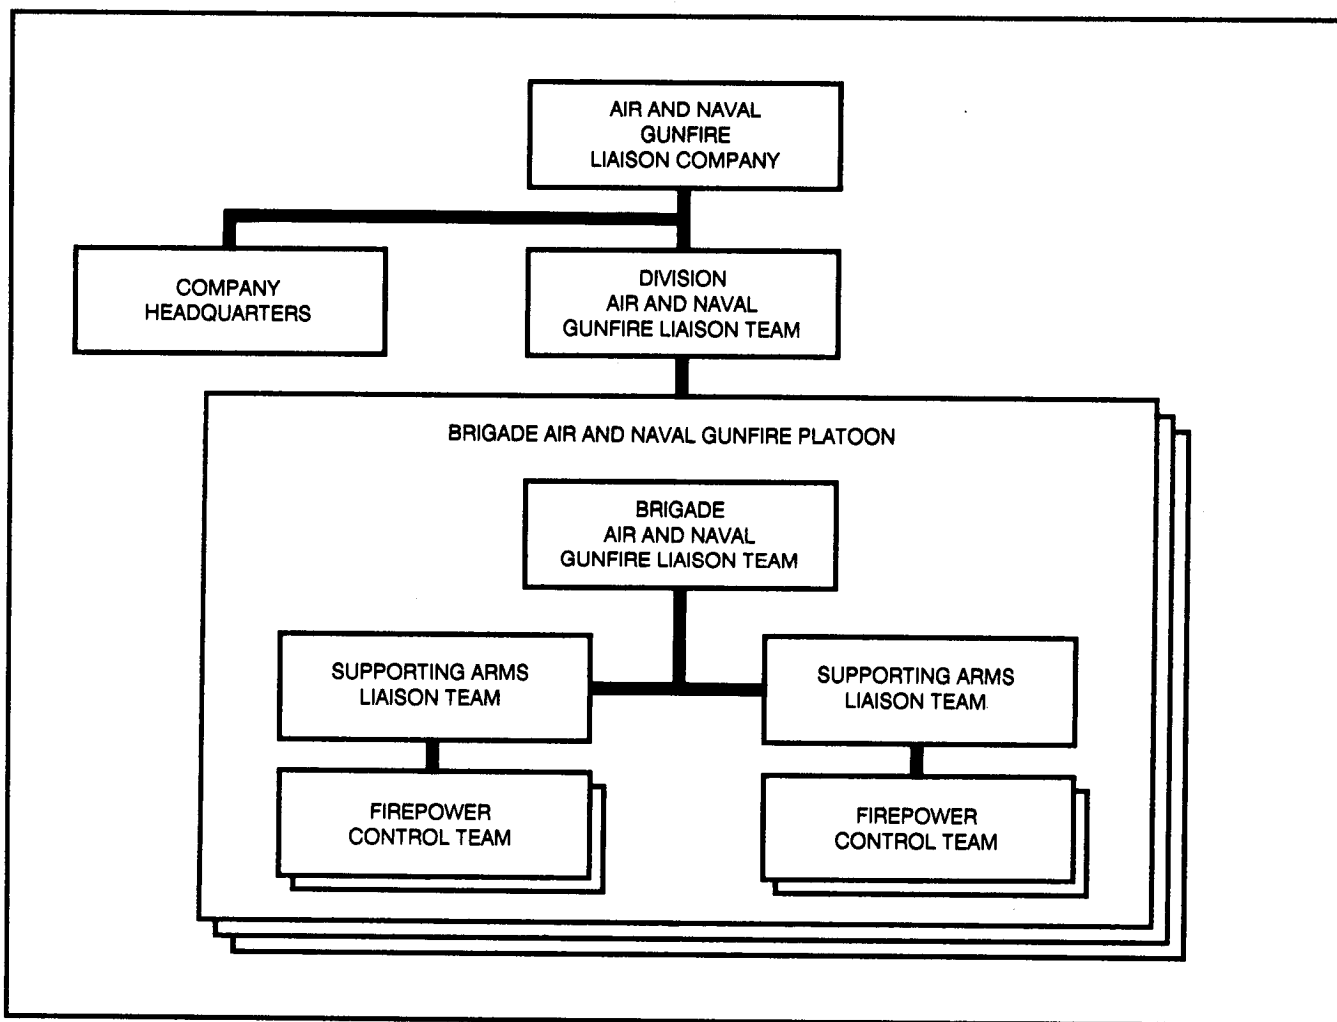 AIR AND NAVAL
GUNFIRE
LIAISON COMPANY
COMPANY
HEADQUARTERS
DIVISION
AIR AND NAVAL
GUNFIRE LIAISON TEAM
BRIGADE AIR AND NAVAL GUNFIRE PLATOON
BRIGADE
AIR AND NAVAL
GUNFIRE LIAISON TEAM
SUPPORTING ARMS
LIAISON TEAM
SUPPORTING ARMS
LIAISON TEAM
FIREPOWER
CONTROL TEAM
FIREPOWER
CONTROL TEAM